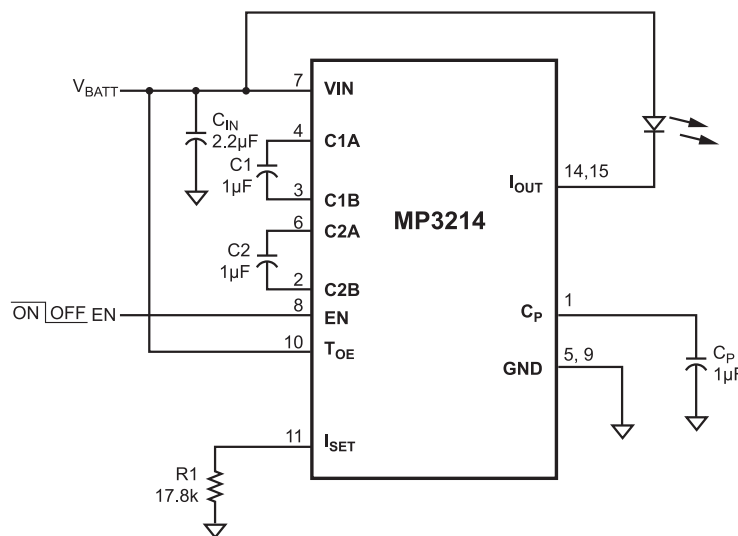 7
VIN
V_BATT
C_IN
2.2µF
4
C1A
C1
1µF
3
C1B
6
C2A
C2
1µF
2
C2B
ON OFF EN
8
EN
10
T_OE
11
I_SET
R1
17.8k
MP3214
14,15
I_OUT
1
C_P
5, 9
GND
C_P
1µF